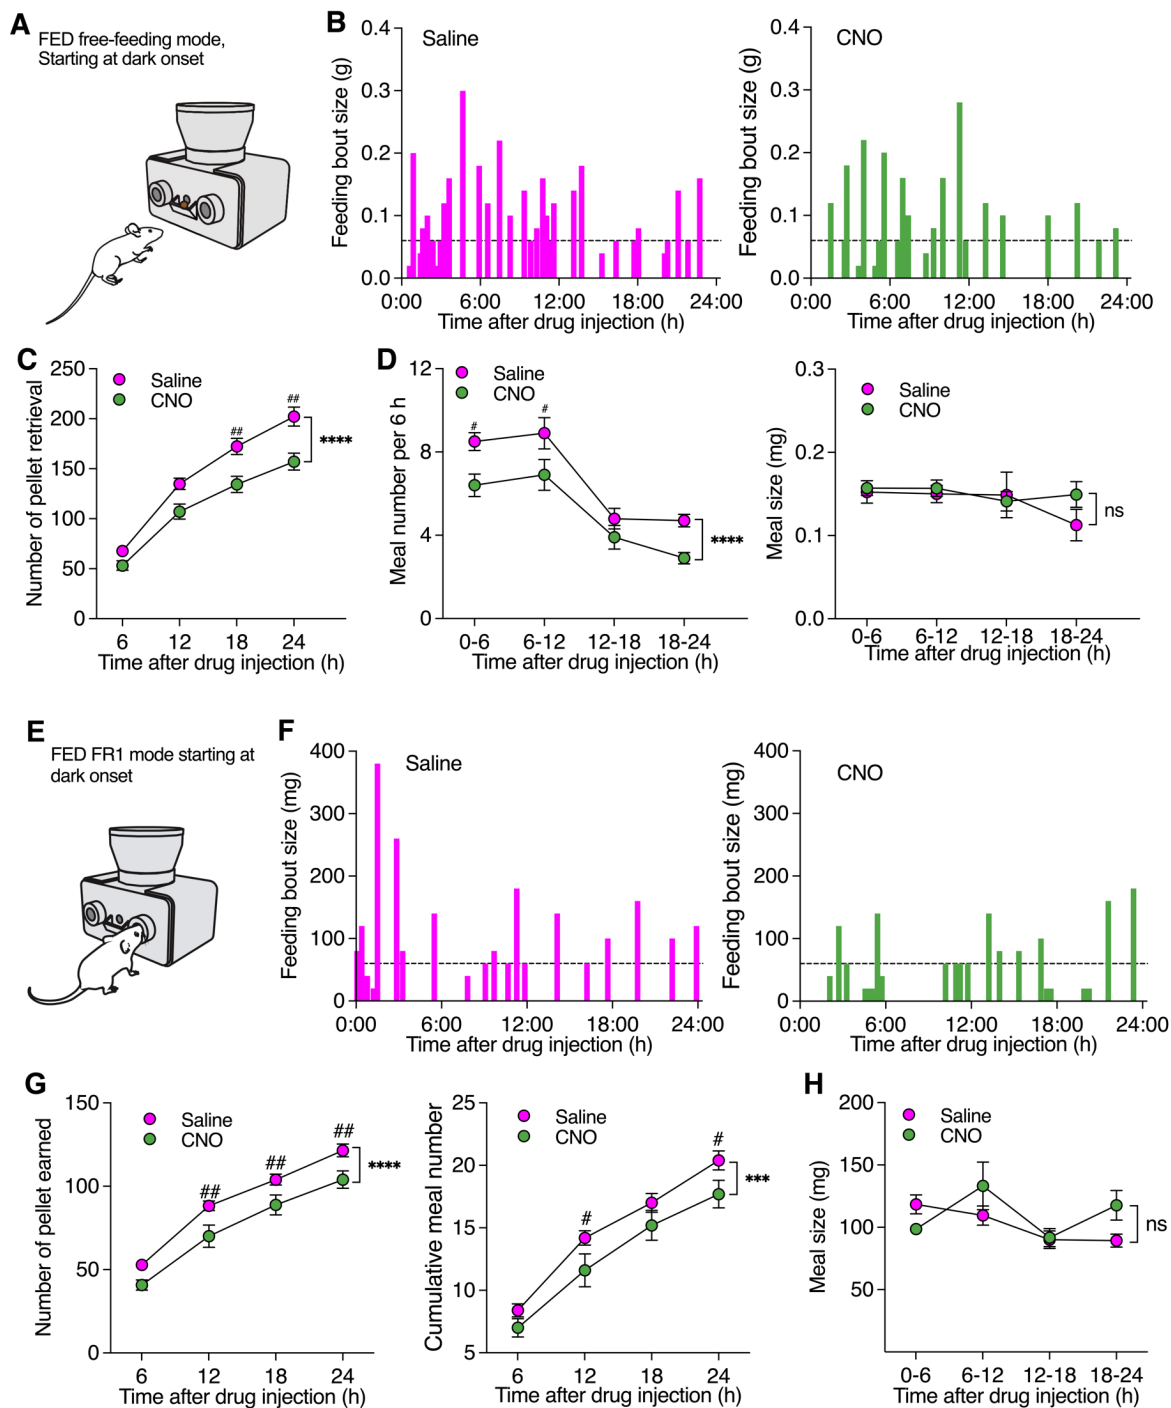 A
FED free-feeding mode,
Starting at dark onset
B
Feeding bout size (g)
0.4
0.3
0.2
0.1
0.0
Saline
0:00 6:00 12:00 18:00 24:00
Time after drug injection (h)
Feeding bout size (g)
0.4
0.3
0.2
0.1
0.0
CNO
0:00 6:00 12:00 18:00 24:00
Time after drug injection (h)
C
Number of pellet retrieval
250
200
150
100
50
0
Saline
CNO
##
##
****
6 12 18 24
Time after drug injection (h)
D
Meal number per 6 h
12
8
4
0
Saline
CNO
#
#
****
0-6 6-12 12-18 18-24
Time after drug injection (h)
Meal size (mg)
0.3
0.2
0.1
0.0
Saline
CNO
ns
0-6 6-12 12-18 18-24
Time after drug injection (h)
E
FED FR1 mode starting at
dark onset
F
Feeding bout size (mg)
400
300
200
100
0
Saline
0:00 6:00 12:00 18:00 24:00
Time after drug injection (h)
Feeding bout size (mg)
400
300
200
100
0
CNO
0:00 6:00 12:00 18:00 24:00
Time after drug injection (h)
G
Number of pellet earned
150
100
50
0
Saline
CNO
##
##
##
****
6 12 18 24
Time after drug injection (h)
Cumulative meal number
25
20
15
10
5
Saline
CNO
#
#
***
6 12 18 24
Time after drug injection (h)
H
Meal size (mg)
200
150
100
50
Saline
CNO
ns
0-6 6-12 12-18 18-24
Time after drug injection (h)